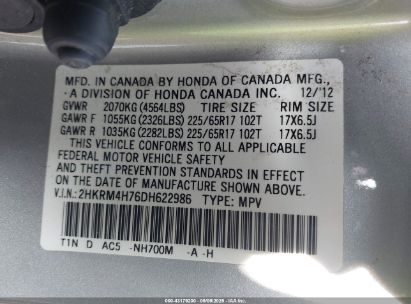 MFD. IN CANADA BY HONDA OF CANADA MFG.,
A DIVISION OF HONDA CANADA INC. 12/'12
GVWR 2070KG (4564LBS) TIRE SIZE RIM SIZE
GAWR F 1055KG (2326LBS) 225/65R17 102T 17X6.5J
GAWR R 1035KG (2282LBS) 225/65R17 102T 17X6.5J
THIS VEHICLE CONFORMS TO ALL APPLICABLE
FEDERAL MOTOR VEHICLE SAFETY
AND THEFT PREVENTION STANDARDS IN EFFECT
ON THE DATE OF MANUFACTURE SHOWN ABOVE.
V.I.N.: 2HKRM4H76DH622986 TYPE: MPV
T1N D AC5 -NH700M -A -H